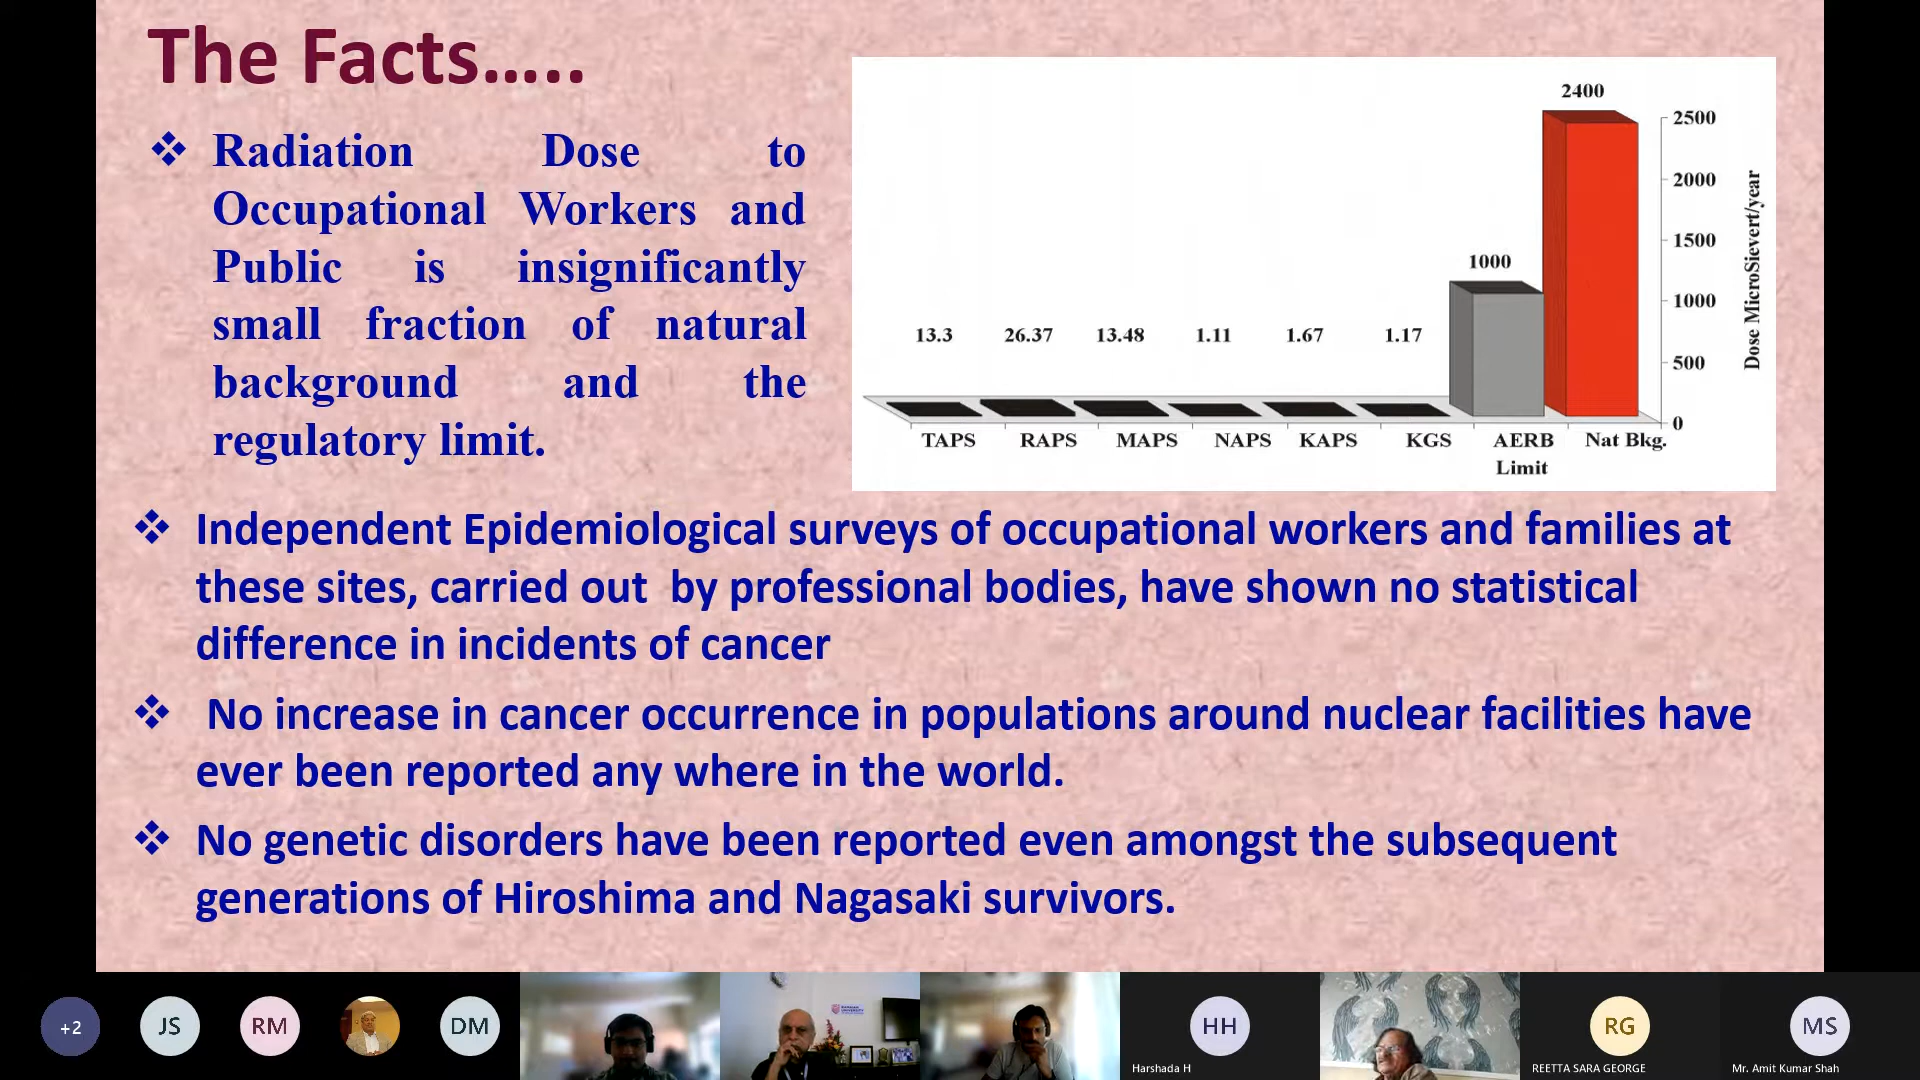 The Facts.....
❖ Radiation Dose to
Occupational Workers and
Public is insignificantly
small fraction of natural
background and the
regulatory limit.
2400
1000
13.3 26.37 13.48 1.11 1.67 1.17
2500
2000
1500
1000
500
0
Dose MicroSievert/year
TAPS RAPS MAPS NAPS KAPS KGS AERB Nat Bkg.
Limit
❖ Independent Epidemiological surveys of occupational workers and families at
these sites, carried out by professional bodies, have shown no statistical
difference in incidents of cancer
❖ No increase in cancer occurrence in populations around nuclear facilities have
ever been reported any where in the world.
❖ No genetic disorders have been reported even amongst the subsequent
generations of Hiroshima and Nagasaki survivors.
+2 JS RM DM HH RG MS
Harshada H
REETTA SARA GEORGE
Mr. Amit Kumar Shah